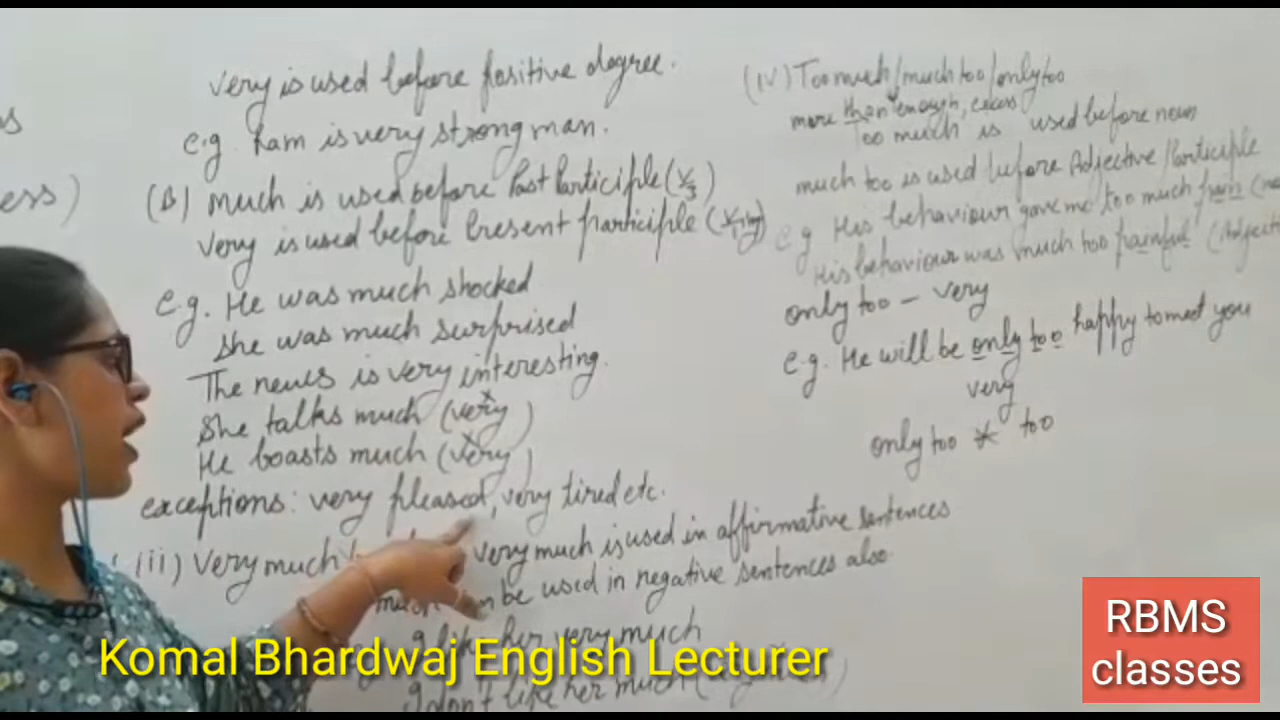 very is used before positive degree.
e.g. Ram is very strong man.
(B) Much is used before Past Participle (V3)
very is used before Present participle (V1ing)
e.g. He was much shocked
She was much surprised
The news is very interesting.
She talks much (very)
He boasts much (very)
exceptions: very pleased, very tired etc.
(iii) Very much very much is used in affirmative sentences
much can be used in negative sentences also
I like her very much
I don't like her much
ess)
(IV) Too much/much too/only too
more than enough, excess
Too much is used before noun
much too is used before Adjective/Participle
e.g His behaviour gave me too much pain
His behaviour was much too painful
only too - very
e.g. He will be only too happy to meet you
very
only too * too
Komal Bhardwaj English Lecturer
RBMS
classes